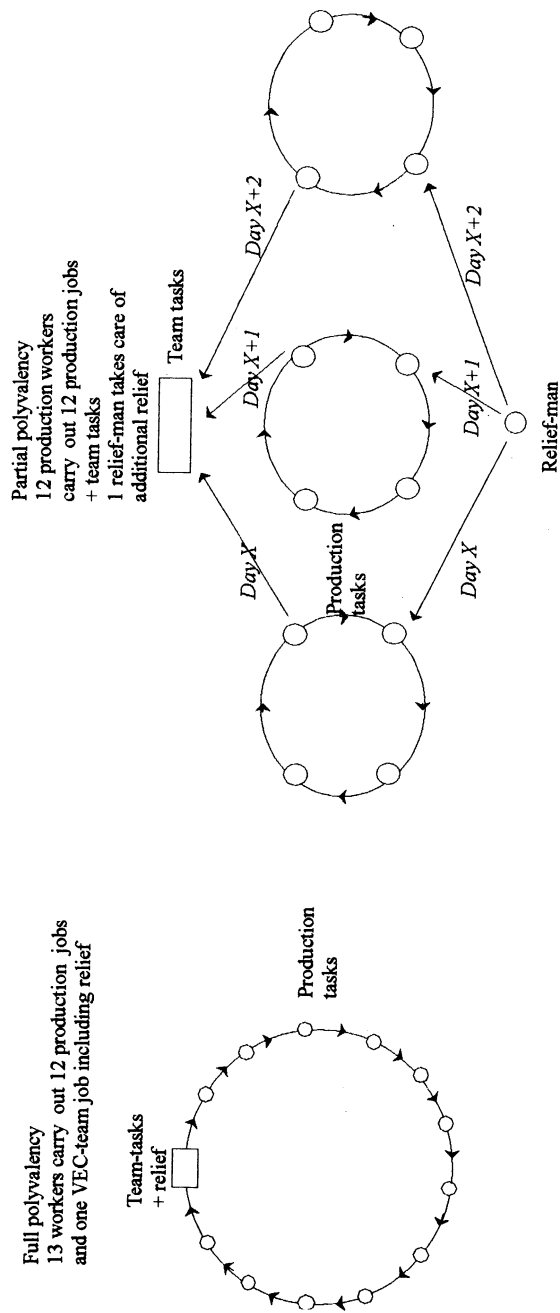 Full polyvalency
13 workers carry out 12 production jobs
and one VEC-team job including relief
Team-tasks
+ relief
Production
tasks
Partial polyvalency
12 production workers
carry out 12 production jobs
+ team tasks
1 relief-man takes care of
additional relief
Team tasks
Day X
Day X+1
Day X+2
Production
tasks
Day X
Day X+1
Day X+2
Relief-man